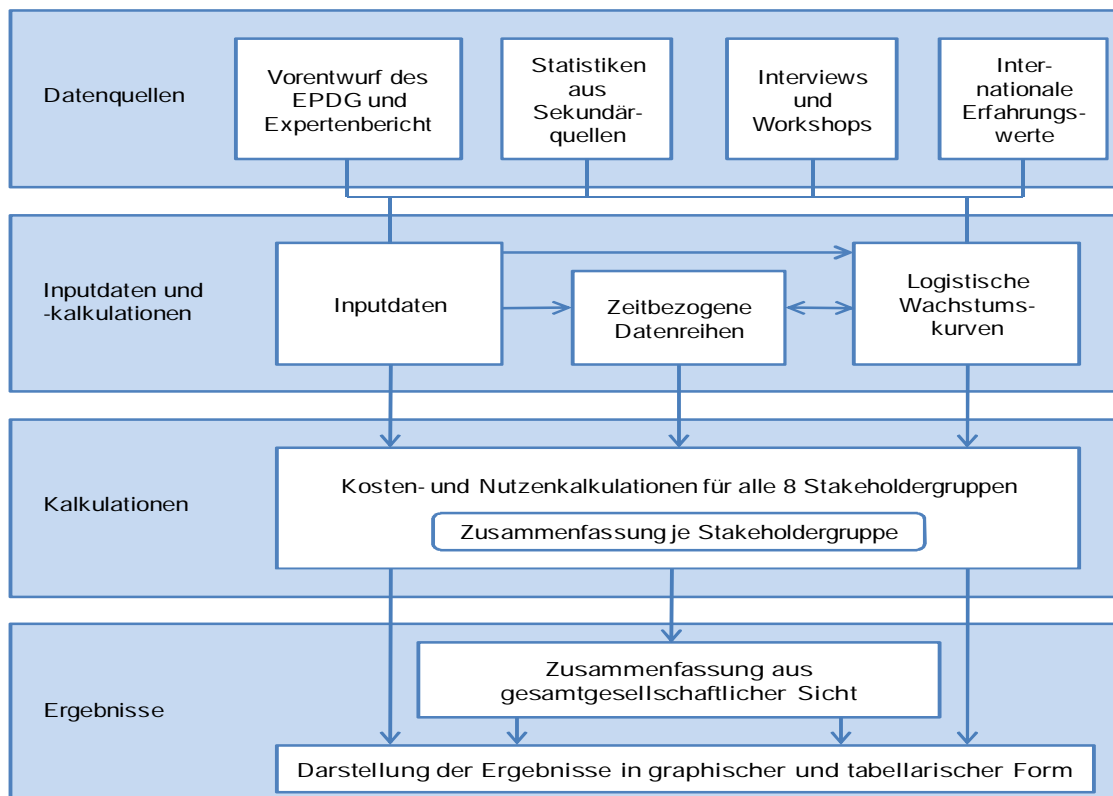 Datenquellen
Vorentwurf des
EPDG und
Expertenbericht
Statistiken
aus
Sekundär-
quellen
Interviews
und
Workshops
Inter-
nationale
Erfahrungs-
werte
Inputdaten und
-kalkulationen
Inputdaten
Zeitbezogene
Datenreihen
Logistische
Wachstums-
kurven
Kalkulationen
Kosten- und Nutzenkalkulationen für alle 8 Stakeholdergruppen
Zusammenfassung je Stakeholdergruppe
Ergebnisse
Zusammenfassung aus
gesamtgesellschaftlicher Sicht
Darstellung der Ergebnisse in graphischer und tabellarischer Form